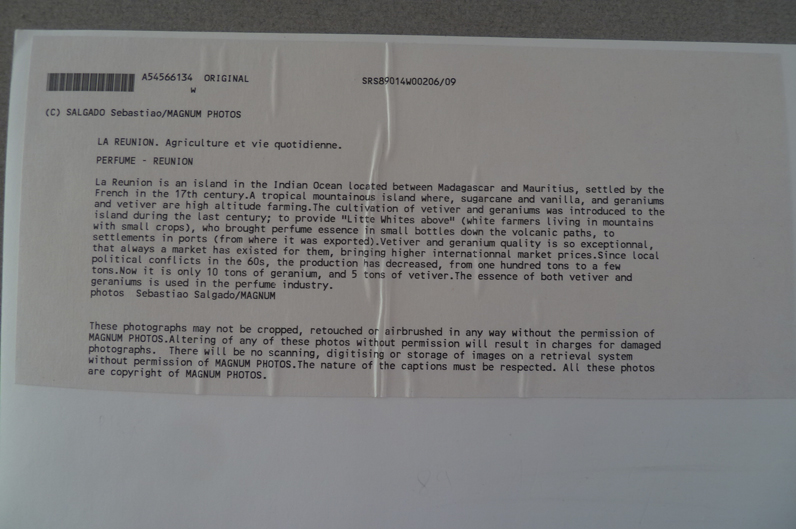 A54566134 ORIGINAL SRS89014W00206/09
W
(C) SALGADO Sebastiao/MAGNUM PHOTOS
LA REUNION. Agriculture et vie quotidienne.
PERFUME - REUNION
La Reunion is an island in the Indian Ocean located between Madagascar and Mauritius, settled by the
French in the 17th century.A tropical mountainous island where, sugarcane and vanilla, and geraniums
and vetiver are high altitude farming.The cultivation of vetiver and geraniums was introduced to the
island during the last century; to provide "Litte Whites above" (white farmers living in mountains
with small crops), who brought perfume essence in small bottles down the volcanic paths, to
settlements in ports (from where it was exported).Vetiver and geranium quality is so exceptionnal,
that always a market has existed for them, bringing higher internationnal market prices.Since local
political conflicts in the 60s, the production has decreased, from one hundred tons to a few
tons.Now it is only 10 tons of geranium, and 5 tons of vetiver.The essence of both vetiver and
geraniums is used in the perfume industry.
photos Sebastiao Salgado/MAGNUM
These photographs may not be cropped, retouched or airbrushed in any way without the permission of
MAGNUM PHOTOS.Altering of any of these photos without permission will result in charges for damaged
photographs. There will be no scanning, digitising or storage of images on a retrieval system
without permission of MAGNUM PHOTOS.The nature of the captions must be respected. All these photos
are copyright of MAGNUM PHOTOS.